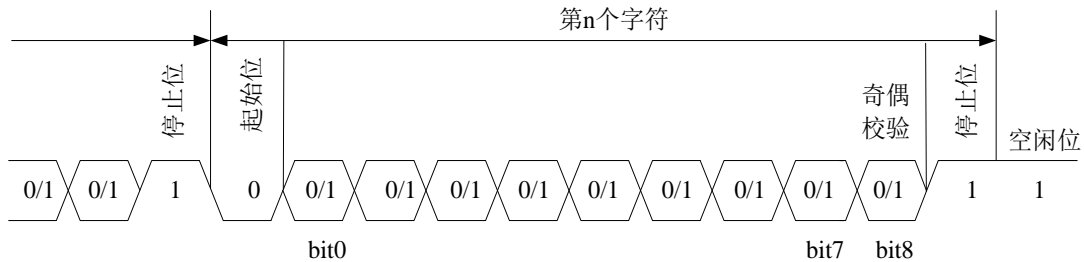 第n个字符
停止位
起始位
奇偶
校验
停止位
空闲位
0/1 0/1 1 0 0/1 0/1 0/1 0/1 0/1 0/1 0/1 0/1 0/1 1 1
bit0 bit7 bit8